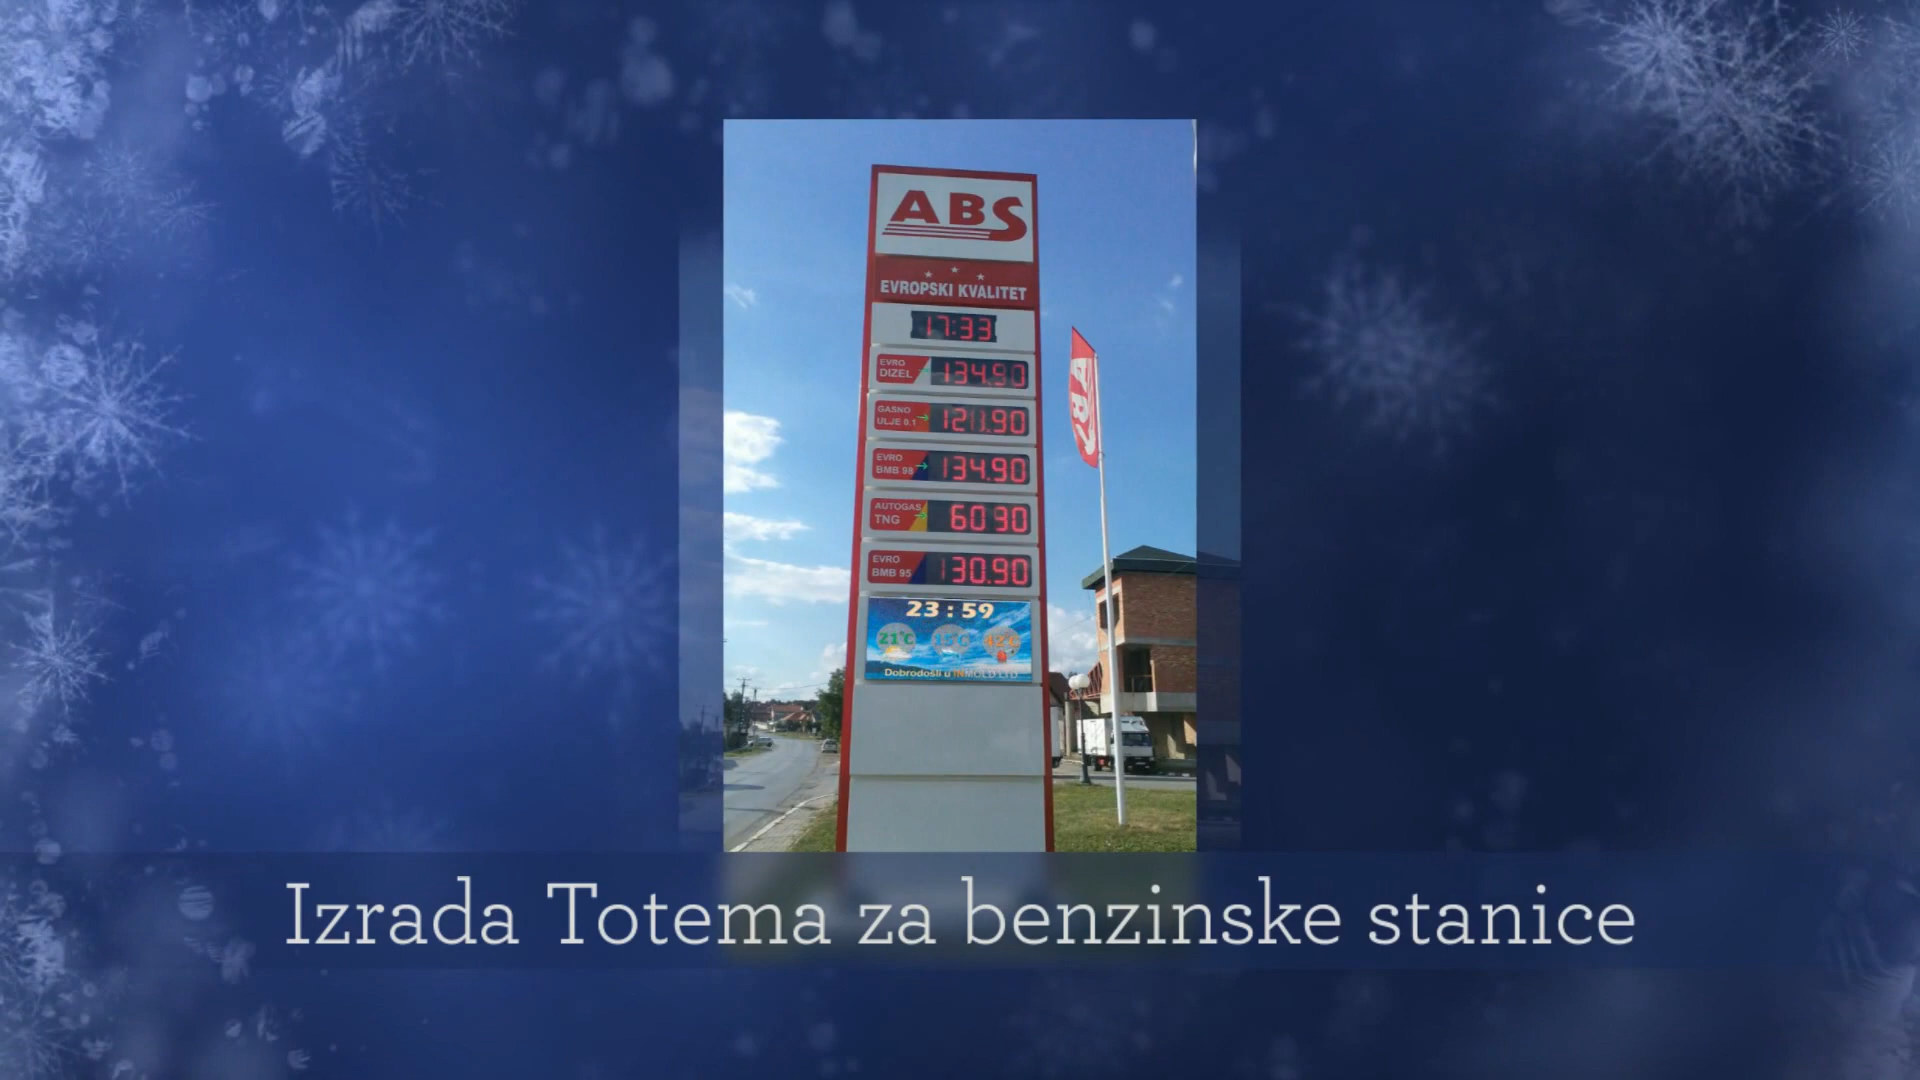 ABS
EVROPSKI KVALITET
17:33
EVRO
DIZEL
134.90
GASNO
ULJE 0.1
121.90
EVRO
BMB 98
134.90
AUTOGAS
TNG
60 90
EVRO
BMB 95
130.90
23:59
21°C 15°C 42°C
Dobrodošli u INMOLD LTD
ABS
Izrada Totema za benzinske stanice